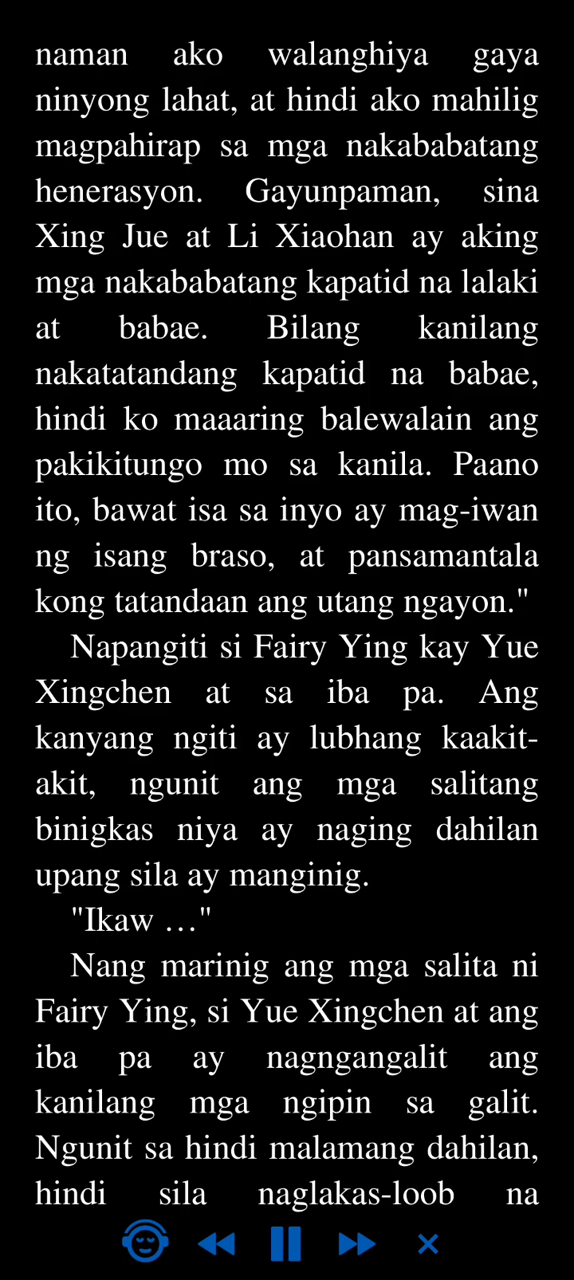 naman ako walanghiya gaya
ninyong lahat, at hindi ako mahilig
magpahirap sa mga nakababatang
henerasyon. Gayunpaman, sina
Xing Jue at Li Xiaohan ay aking
mga nakababatang kapatid na lalaki
at babae. Bilang kanilang
nakatatandang kapatid na babae,
hindi ko maaaring balewalain ang
pakikitungo mo sa kanila. Paano
ito, bawat isa sa inyo ay mag-iwan
ng isang braso, at pansamantala
kong tatandaan ang utang ngayon."
Napangiti si Fairy Ying kay Yue
Xingchen at sa iba pa. Ang
kanyang ngiti ay lubhang kaakit-
akit, ngunit ang mga salitang
binigkas niya ay naging dahilan
upang sila ay manginig.
"Ikaw …"
Nang marinig ang mga salita ni
Fairy Ying, si Yue Xingchen at ang
iba pa ay nagngangalit ang
kanilang mga ngipin sa galit.
Ngunit sa hindi malamang dahilan,
hindi sila naglakas-loob na